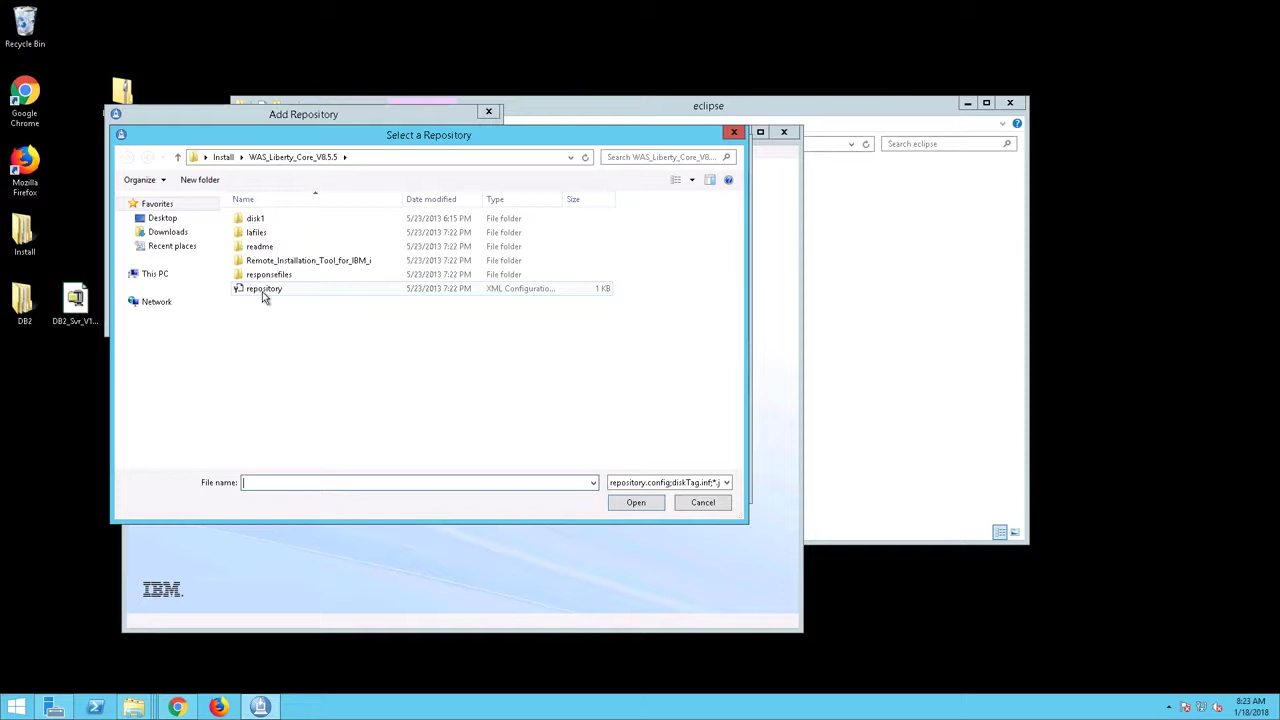 Recycle Bin
Google
Chrome
Mozilla
Firefox
Install
DB2
DB2_Svr_V1...
eclipse
Search eclipse
Add Repository
Select a Repository
Install
WAS_Liberty_Core_V8.5.5
Search WAS_Liberty_Core_V8....
Organize
New folder
Name
Date modified
Type
Size
Favorites
Desktop
Downloads
Recent places
This PC
Network
disk1 5/23/2013 6:15 PM File folder
lafiles 5/23/2013 7:22 PM File folder
readme 5/23/2013 7:22 PM File folder
Remote_Installation_Tool_for_IBM_i 5/23/2013 7:22 PM File folder
responsefiles 5/23/2013 7:22 PM File folder
repository 5/23/2013 7:22 PM XML Configuratio... 1 KB
File name:
repository.config;diskTag.inf;*.j
Open
Cancel
IBM
8:23 AM
1/18/2018